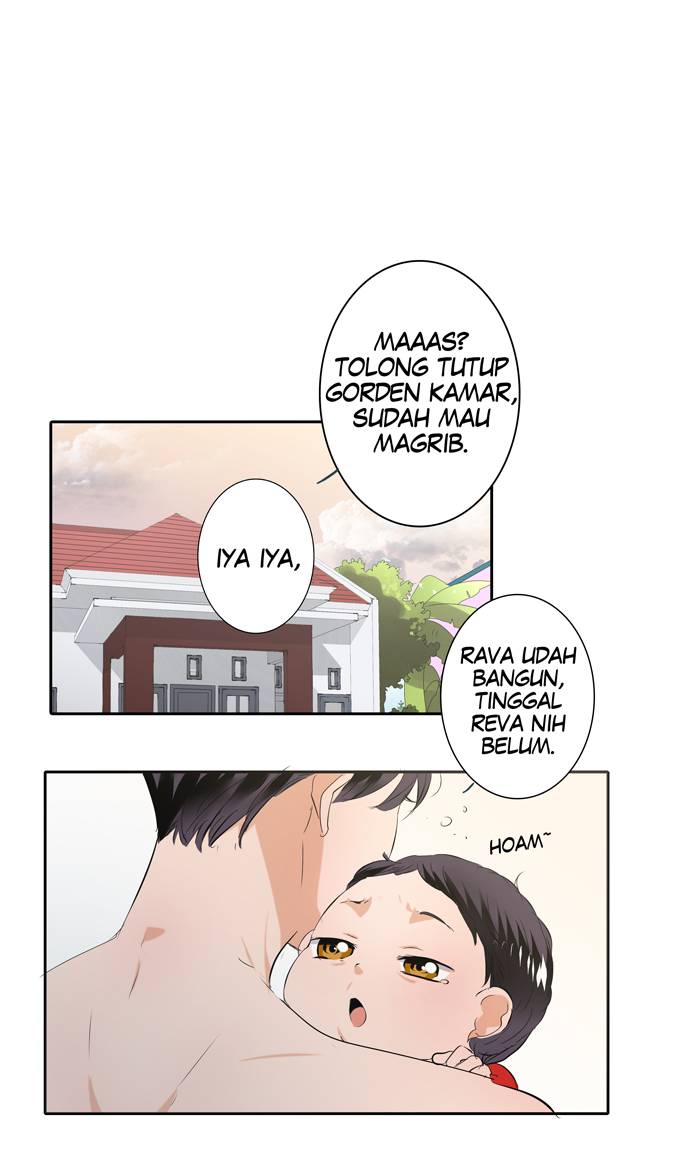 MAAAS?
TOLONG TUTUP
GORDEN KAMAR,
SUDAH MAU
MAGRIB.
IYA IYA,
RAVA UDAH
BANGUN,
TINGGAL
REVA NIH
BELUM.
HOAM~